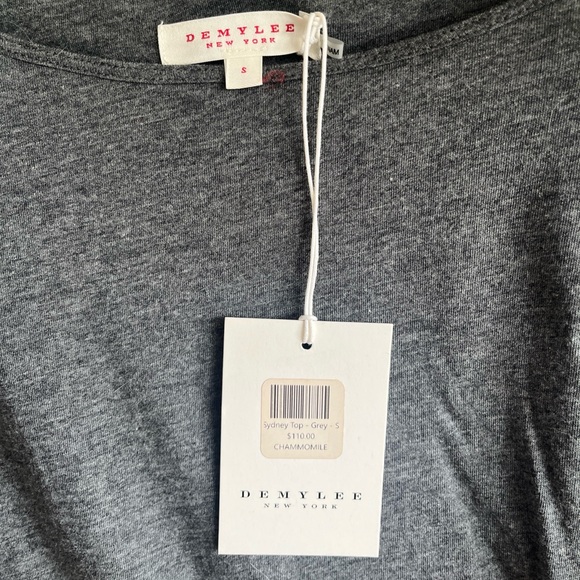 DEMYLEE
NEW YORK
S
Sydney Top - Grey - S
$110.00
CHAMMOMILE
DEMYLEE
NEW YORK